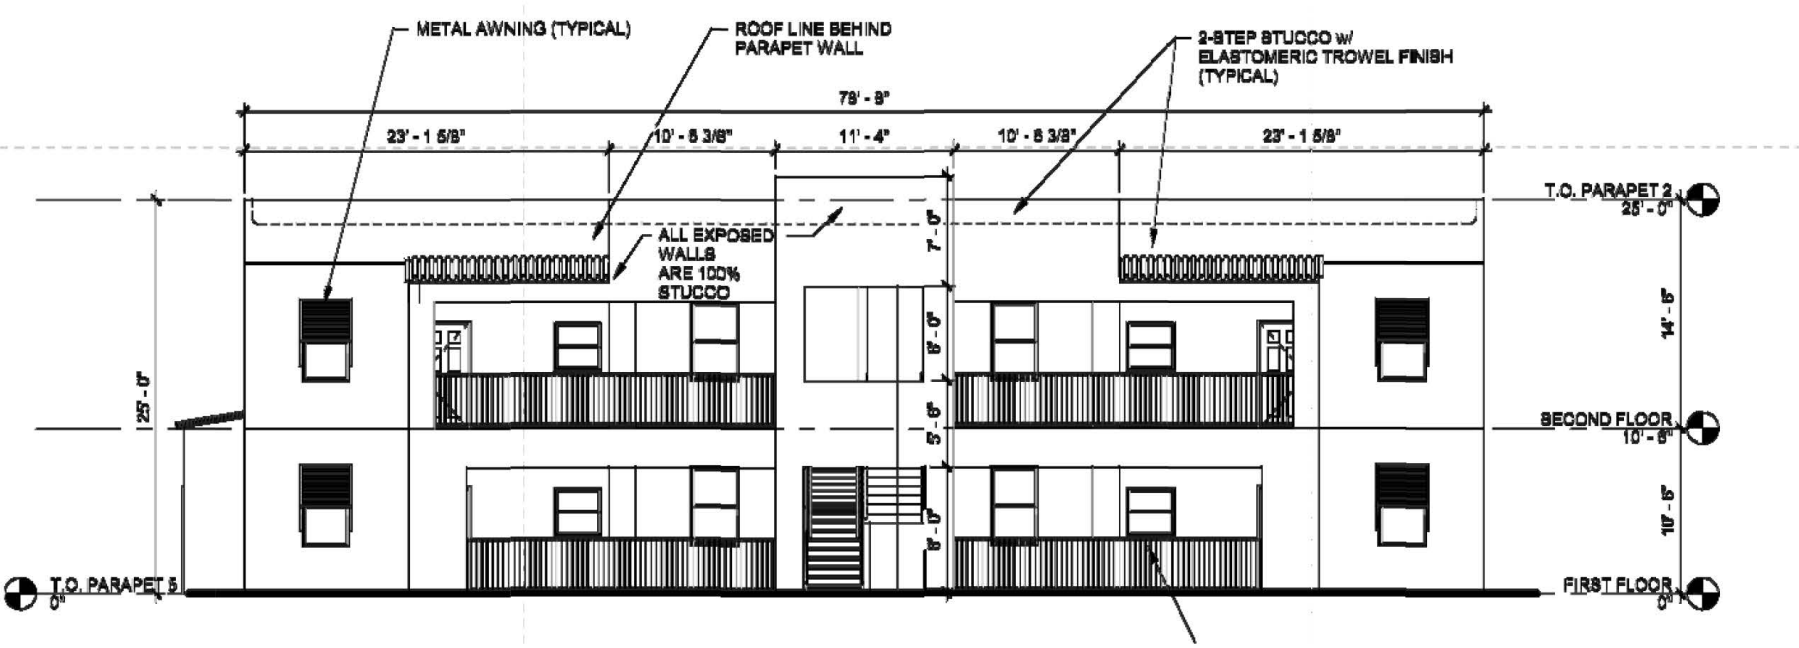 METAL AWNING (TYPICAL)
ROOF LINE BEHIND
PARAPET WALL
2-STEP STUCCO w/
ELASTOMERIC TROWEL FINISH
(TYPICAL)
78' - 8"
23' - 1 5/8"
10' - 6 3/8"
11' - 4"
10' - 6 3/8"
23' - 1 5/8"
T.O. PARAPET 2
25' - 0"
ALL EXPOSED
WALLS
ARE 100%
STUCCO
7' - 0"
6' - 0"
14' - 6"
25' - 0"
5' - 6"
SECOND FLOOR
10' - 6"
8' - 0"
10' - 6"
T.O. PARAPET 5
0"
FIRST FLOOR
0"